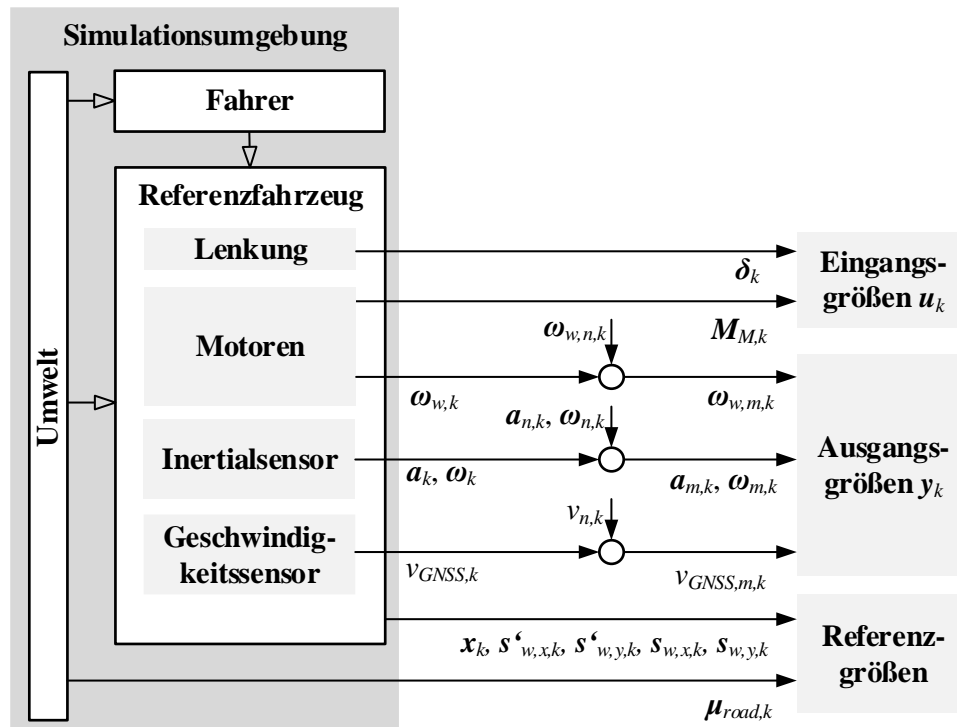 Simulationsumgebung
Umwelt
Fahrer
Referenzfahrzeug
Lenkung
Motoren
Inertialsensor
Geschwindig-
keitssensor
δk
MM,k
ωw,n,k
ωw,k
ωw,m,k
an,k, ωn,k
ak, ωk
am,k, ωm,k
vn,k
vGNSS,k
vGNSS,m,k
xk, s‘w,x,k, s‘w,y,k, sw,x,k, sw,y,k
μroad,k
Eingangs-
größen uk
Ausgangs-
größen yk
Referenz-
größen